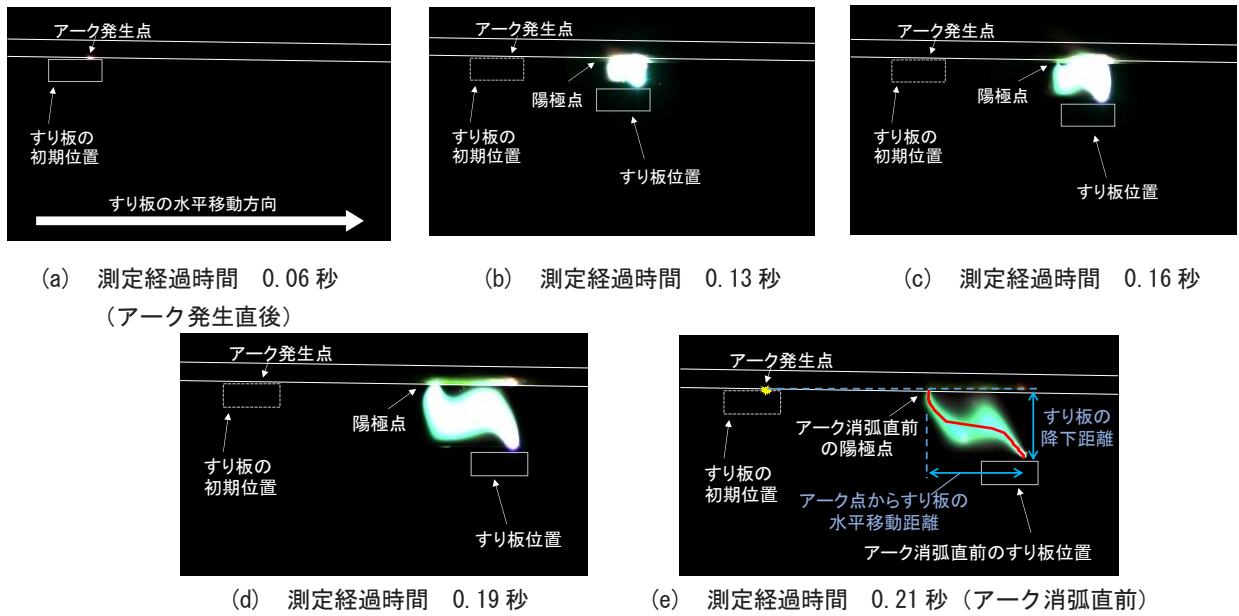 アーク発生点
すり板の
初期位置
すり板の水平移動方向
(a) 測定経過時間 0.06 秒
（アーク発生直後）
アーク発生点
陽極点
すり板位置
(b) 測定経過時間 0.13 秒
アーク発生点
陽極点
すり板の
初期位置
すり板位置
(c) 測定経過時間 0.16 秒
アーク発生点
陽極点
すり板の
初期位置
すり板位置
(d) 測定経過時間 0.19 秒
アーク発生点
アーク消弧直前
の陽極点
すり板の
降下距離
すり板の
初期位置
アーク点からすり板の
水平移動距離
アーク消弧直前のすり板位置
(e) 測定経過時間 0.21 秒（アーク消弧直前）